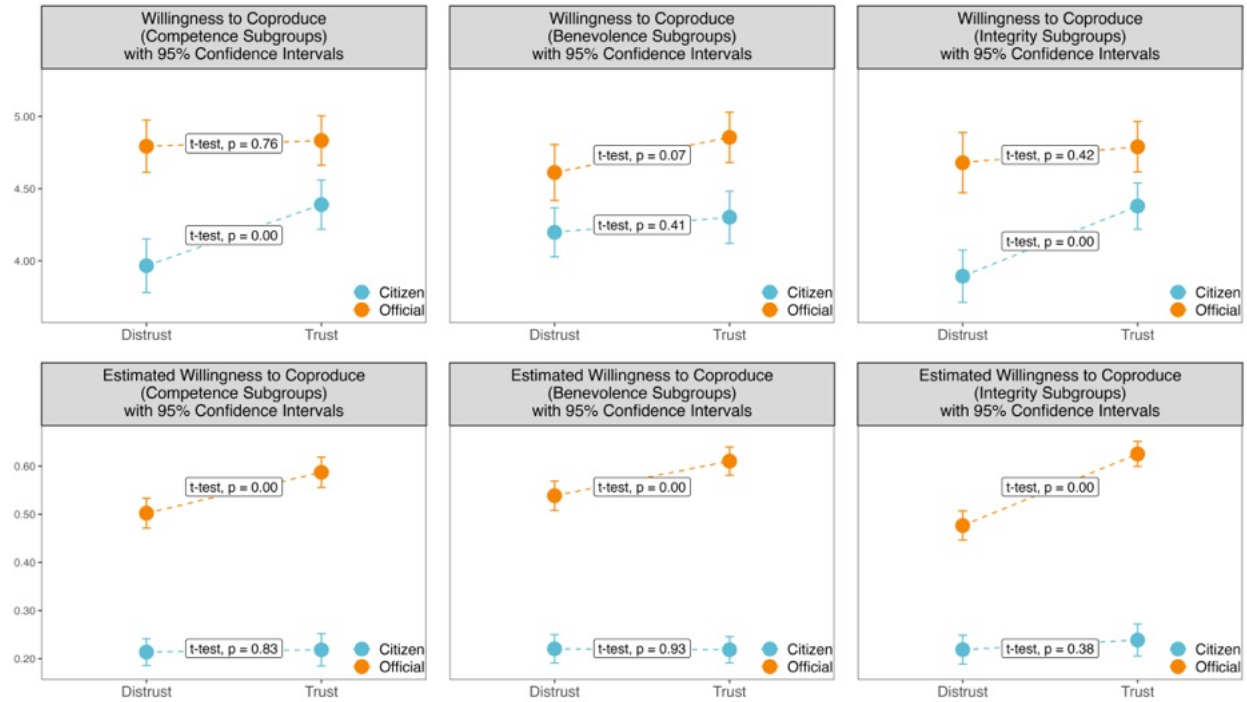 Willingness to Coproduce
(Competence Subgroups)
with 95% Confidence Intervals
Willingness to Coproduce
(Benevolence Subgroups)
with 95% Confidence Intervals
Willingness to Coproduce
(Integrity Subgroups)
with 95% Confidence Intervals
5.00
4.50
4.00
t-test, p = 0.76
t-test, p = 0.00
Citizen
Official
Distrust
Trust
t-test, p = 0.07
t-test, p = 0.41
Citizen
Official
Distrust
Trust
t-test, p = 0.42
t-test, p = 0.00
Citizen
Official
Distrust
Trust
Estimated Willingness to Coproduce
(Competence Subgroups)
with 95% Confidence Intervals
Estimated Willingness to Coproduce
(Benevolence Subgroups)
with 95% Confidence Intervals
Estimated Willingness to Coproduce
(Integrity Subgroups)
with 95% Confidence Intervals
0.60
0.50
0.40
0.30
0.20
t-test, p = 0.00
t-test, p = 0.83
Citizen
Official
Distrust
Trust
t-test, p = 0.00
t-test, p = 0.93
Citizen
Official
Distrust
Trust
t-test, p = 0.00
t-test, p = 0.38
Citizen
Official
Distrust
Trust